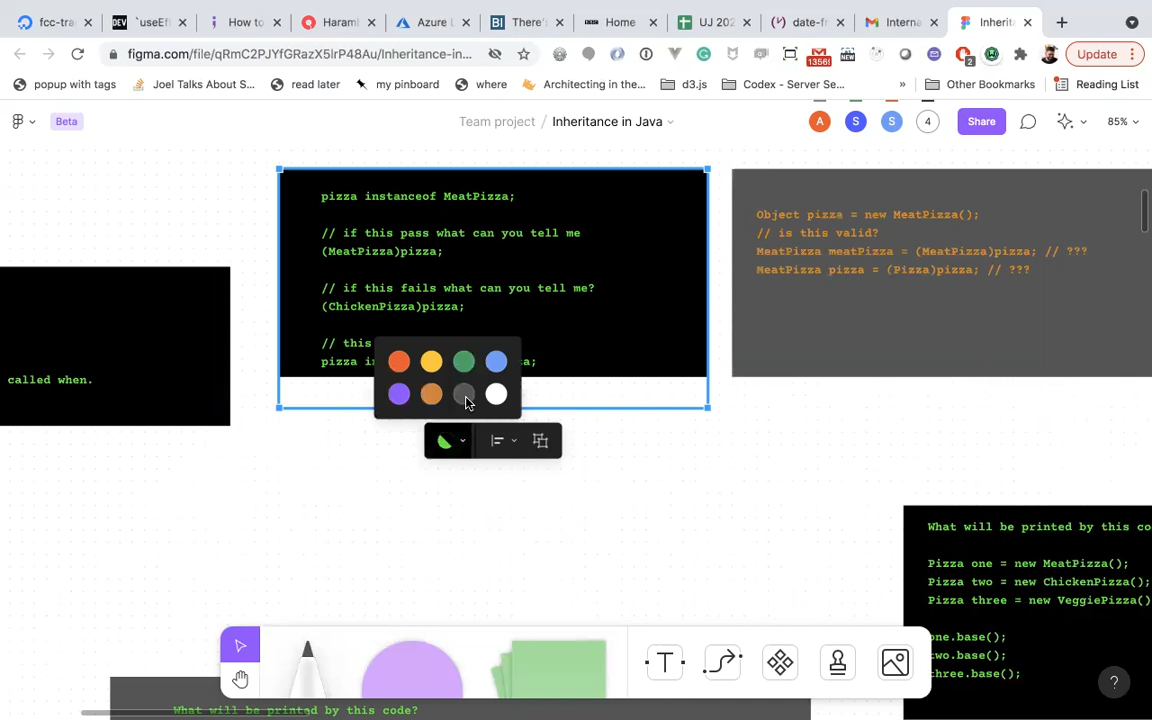 fcc-tra
`useEf
How to
Haram
Azure L
There'
Home
UJ 202
date-f
Interna
Inherit
figma.com/file/qRmC2PJYfGRazX5lrP48Au/Inheritance-in...
Update
popup with tags
Joel Talks About S...
read later
my pinboard
where
Architecting in the...
d3.js
Codex - Server Se...
»
Other Bookmarks
Reading List
Beta
Team project / Inheritance in Java
A
S
S
4
Share
85%
pizza instanceof MeatPizza;
// if this pass what can you tell me
(MeatPizza)pizza;
// if this fails what can you tell me?
(ChickenPizza)pizza;
// this
pizza in
a;
Object pizza = new MeatPizza();
// is this valid?
MeatPizza meatPizza = (MeatPizza)pizza; // ???
MeatPizza pizza = (Pizza)pizza; // ???
called when.
What will be printed by this co
Pizza one = new MeatPizza();
Pizza two = new ChickenPizza();
Pizza three = new VeggiePizza()
one.base();
two.base();
three.base();
T
?
What will be printed by this code?